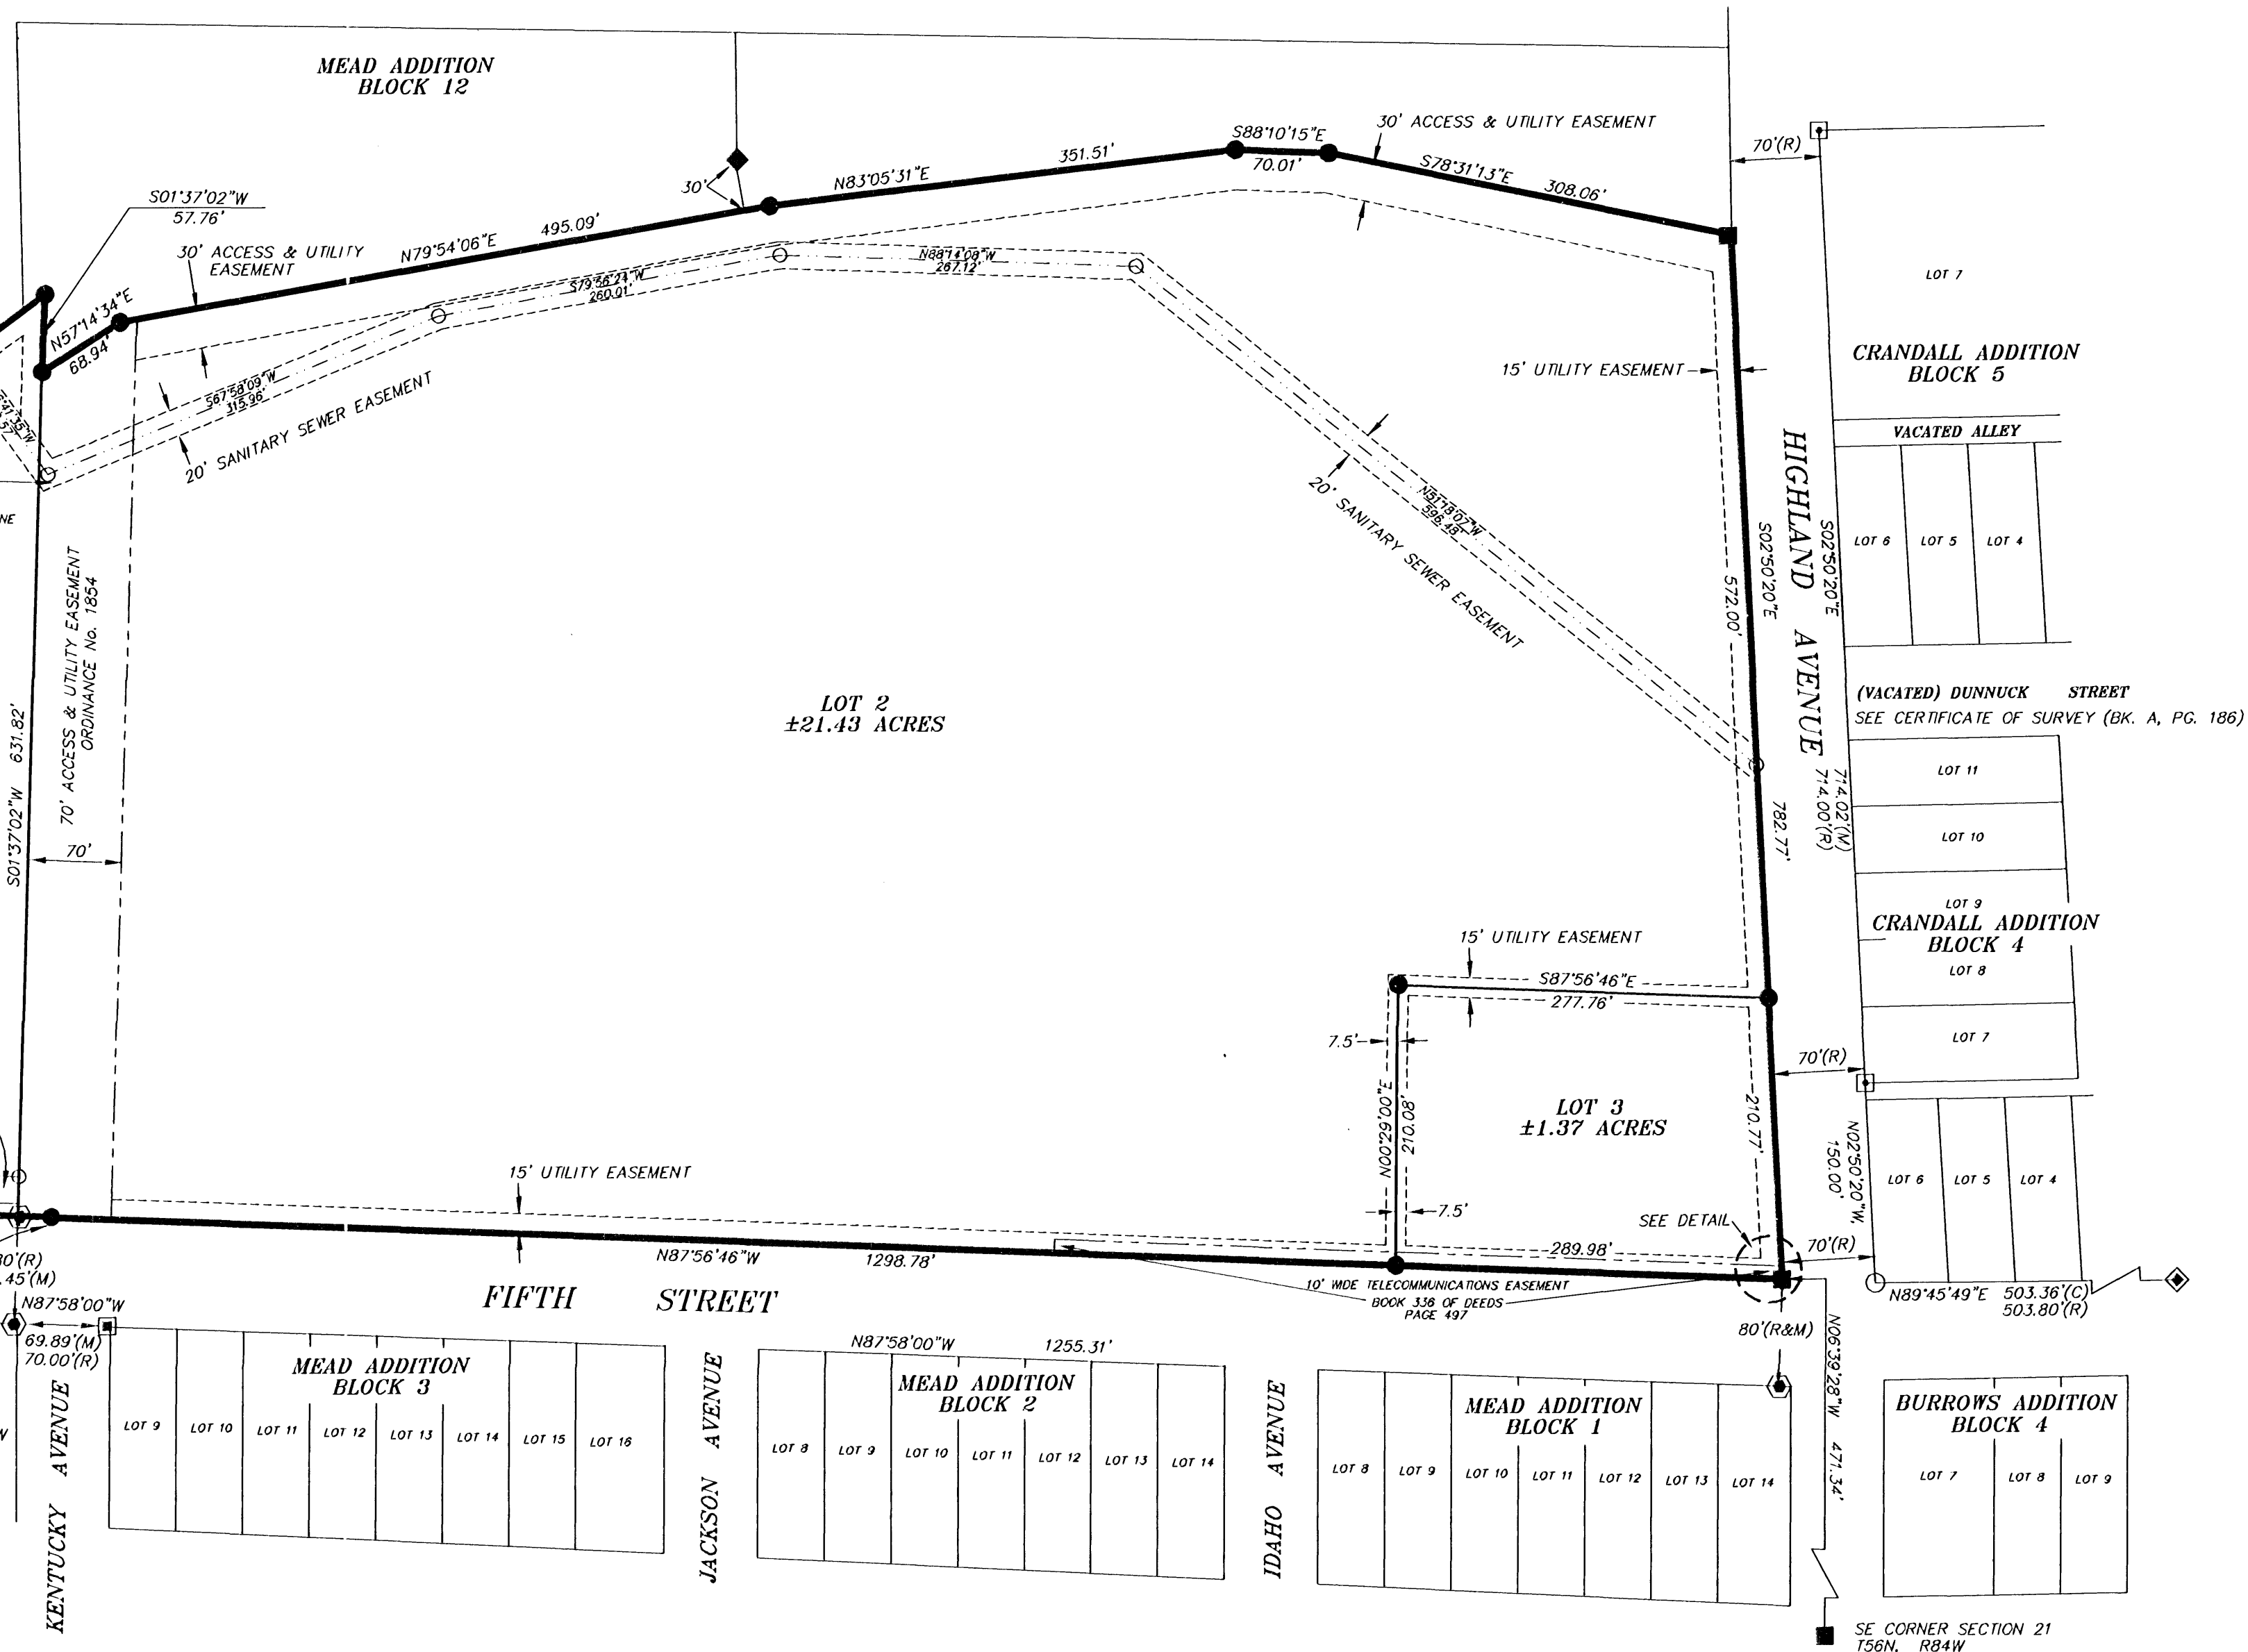 MEAD ADDITION
BLOCK 12
S01°37'02"W
57.76'
30' ACCESS & UTILITY
EASEMENT
N57°14'34"E
68.94'
N79°54'06"E
495.09'
30'
N83°05'31"E
351.51'
S88°10'15"E
70.01'
30' ACCESS & UTILITY EASEMENT
S78°31'13"E
308.06'
70'(R)
LOT 7
CRANDALL ADDITION
BLOCK 5
VACATED ALLEY
LOT 6
LOT 5
LOT 4
S67°58'09"W
315.96'
20' SANITARY SEWER EASEMENT
S79°56'24"W
260.01'
N88°14'08"W
267.12'
N51°18'07"W
596.48'
20' SANITARY SEWER EASEMENT
15' UTILITY EASEMENT
HIGHLAND AVENUE
S02°50'20"E
S02°50'20"E
572.00'
782.77'
714.02'(M)
714.00'(R)
(VACATED) DUNNUCK STREET
SEE CERTIFICATE OF SURVEY (BK. A, PG. 186)
LOT 11
LOT 10
LOT 9
CRANDALL ADDITION
BLOCK 4
LOT 8
LOT 7
NE
S01°37'02"W 631.82'
70' ACCESS & UTILITY EASEMENT
ORDINANCE No. 1854
70'
LOT 2
±21.43 ACRES
15' UTILITY EASEMENT
S87°56'46"E
277.76'
7.5'
N00°29'00"E
210.08'
7.5'
LOT 3
±1.37 ACRES
210.77'
SEE DETAIL
289.98'
70'(R)
N02°50'20"W,
150.00'
LOT 6
LOT 5
LOT 4
70'(R)
N89°45'49"E
503.36'(C)
503.80'(R)
15' UTILITY EASEMENT
N87°56'46"W
1298.78'
10' WIDE TELECOMMUNICATIONS EASEMENT
BOOK 336 OF DEEDS
PAGE 497
FIFTH STREET
.45'(M)
N87°58'00"W
69.89'(M)
70.00'(R)
N87°58'00"W
1255.31'
80'(R&M)
N06°39'28"W 471.34'
KENTUCKY AVENUE
MEAD ADDITION
BLOCK 3
LOT 9
LOT 10
LOT 11
LOT 12
LOT 13
LOT 14
LOT 15
LOT 16
JACKSON AVENUE
MEAD ADDITION
BLOCK 2
LOT 8
LOT 9
LOT 10
LOT 11
LOT 12
LOT 13
LOT 14
IDAHO AVENUE
MEAD ADDITION
BLOCK 1
LOT 8
LOT 9
LOT 10
LOT 11
LOT 12
LOT 13
LOT 14
BURROWS ADDITION
BLOCK 4
LOT 7
LOT 8
LOT 9
SE CORNER SECTION 21
T56N, R84W